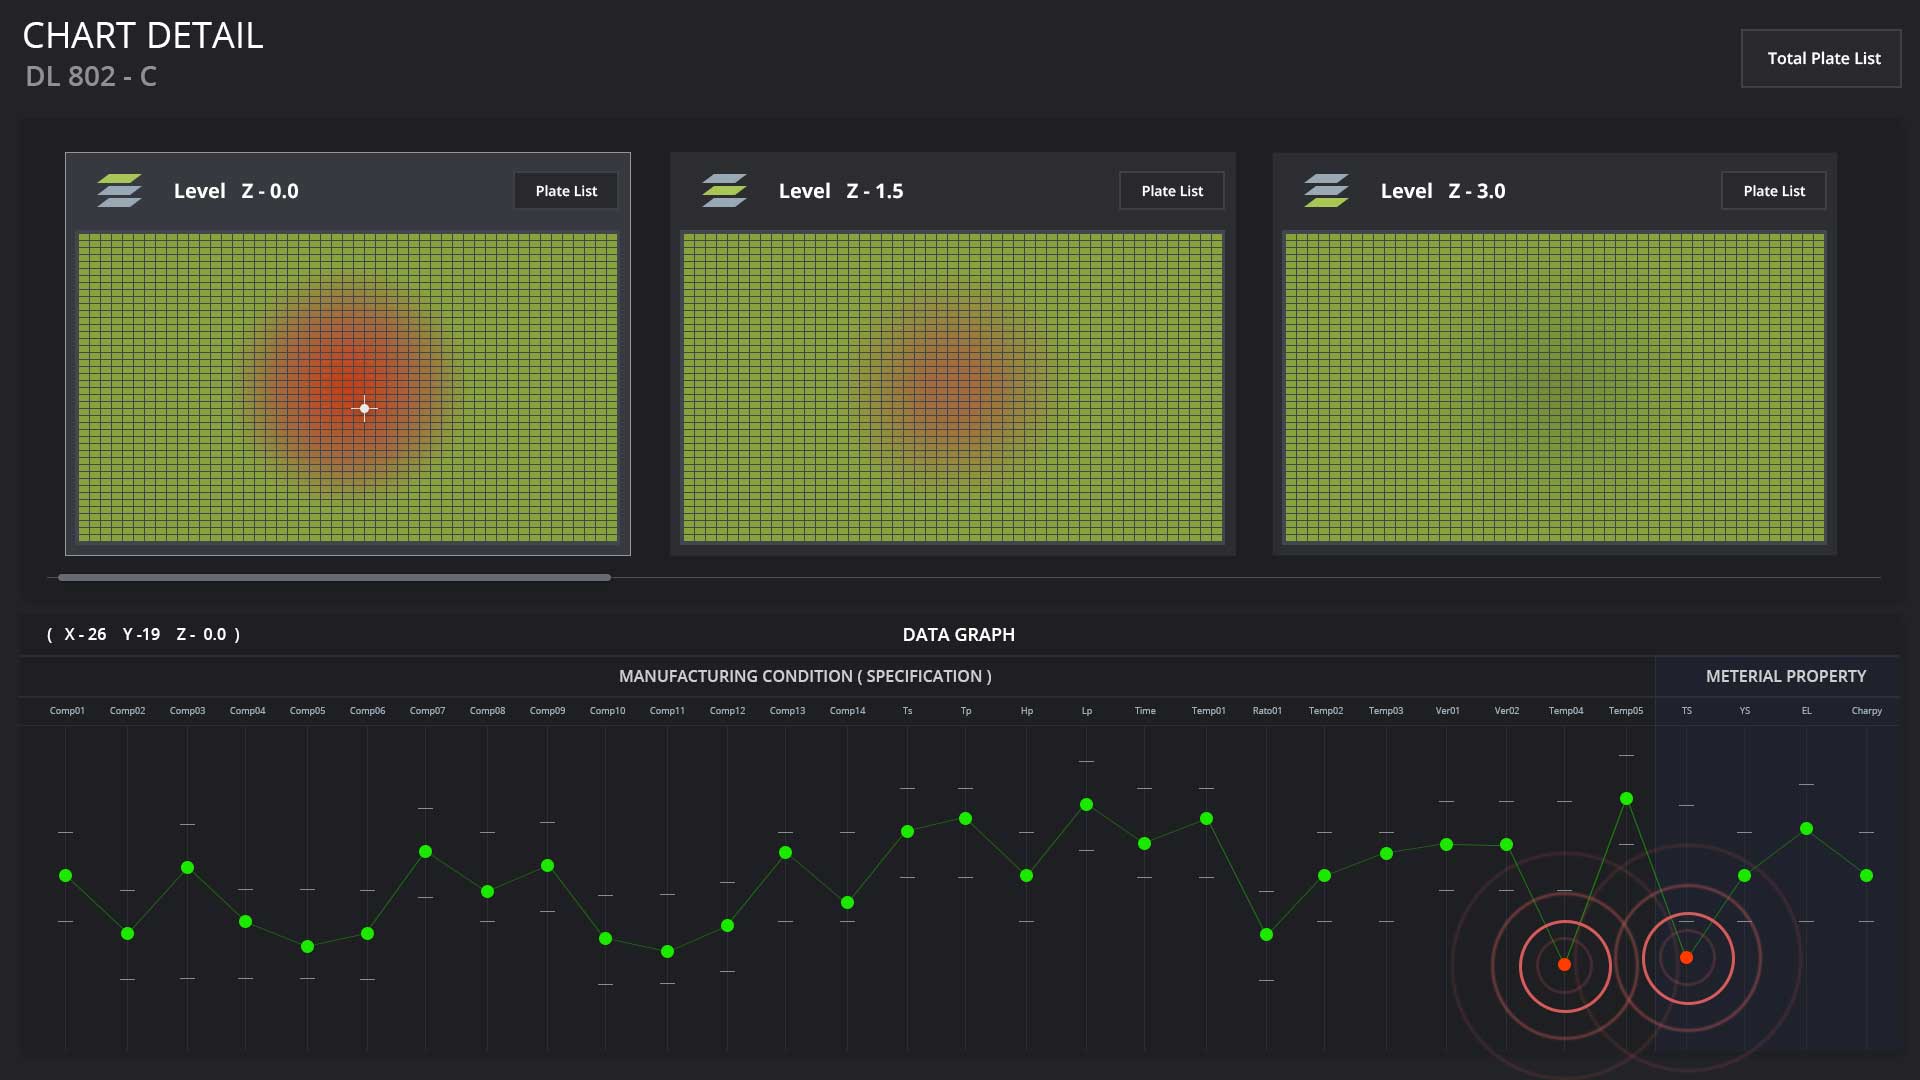 CHART DETAIL
DL 802 - C
Total Plate List
Level Z - 0.0
Plate List
Level Z - 1.5
Plate List
Level Z - 3.0
Plate List
( X - 26 Y -19 Z - 0.0 )
DATA GRAPH
MANUFACTURING CONDITION ( SPECIFICATION )
METERIAL PROPERTY
Comp01 Comp02 Comp03 Comp04 Comp05 Comp06 Comp07 Comp08 Comp09 Comp10 Comp11 Comp12 Comp13 Comp14 Ts Tp Hp Lp Time Temp01 Rato01 Temp02 Temp03 Ver01 Ver02 Temp04 Temp05 TS YS EL Charpy